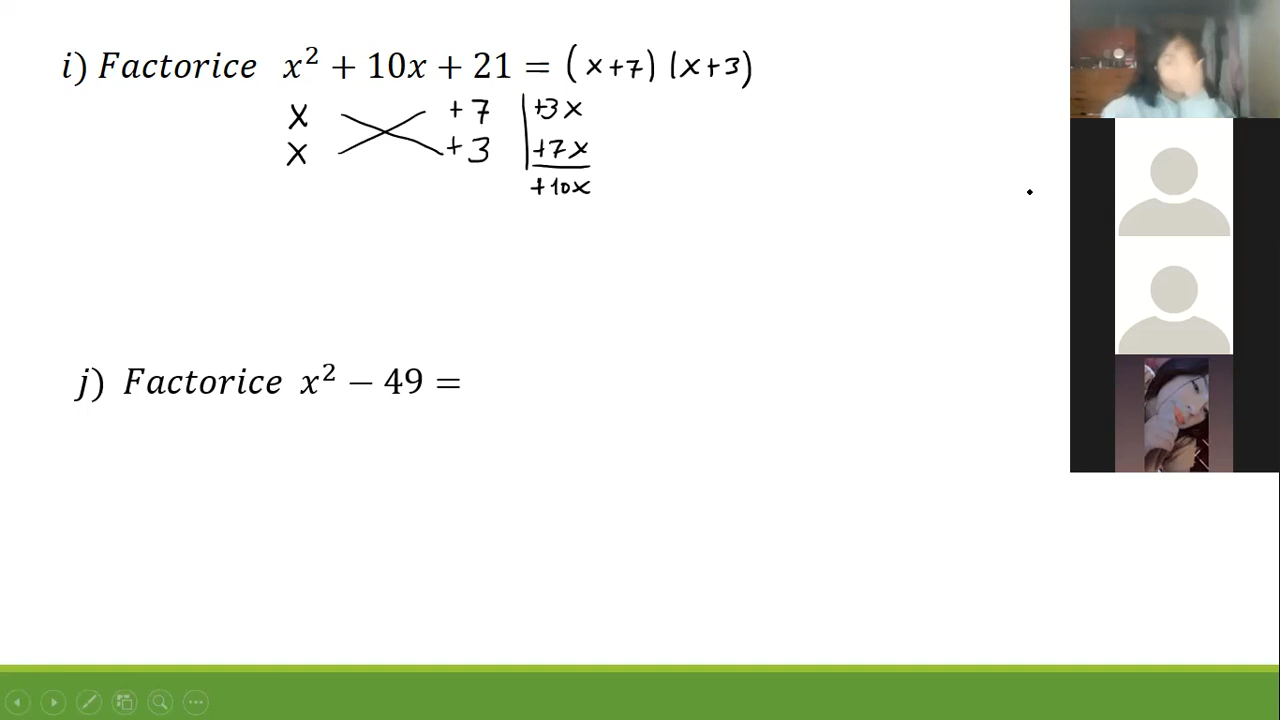 i) Factorice x² + 10x + 21 = (x+7) (x+3)
x +7 +3x
x +3 +7x
+10x
j) Factorice x² − 49 =